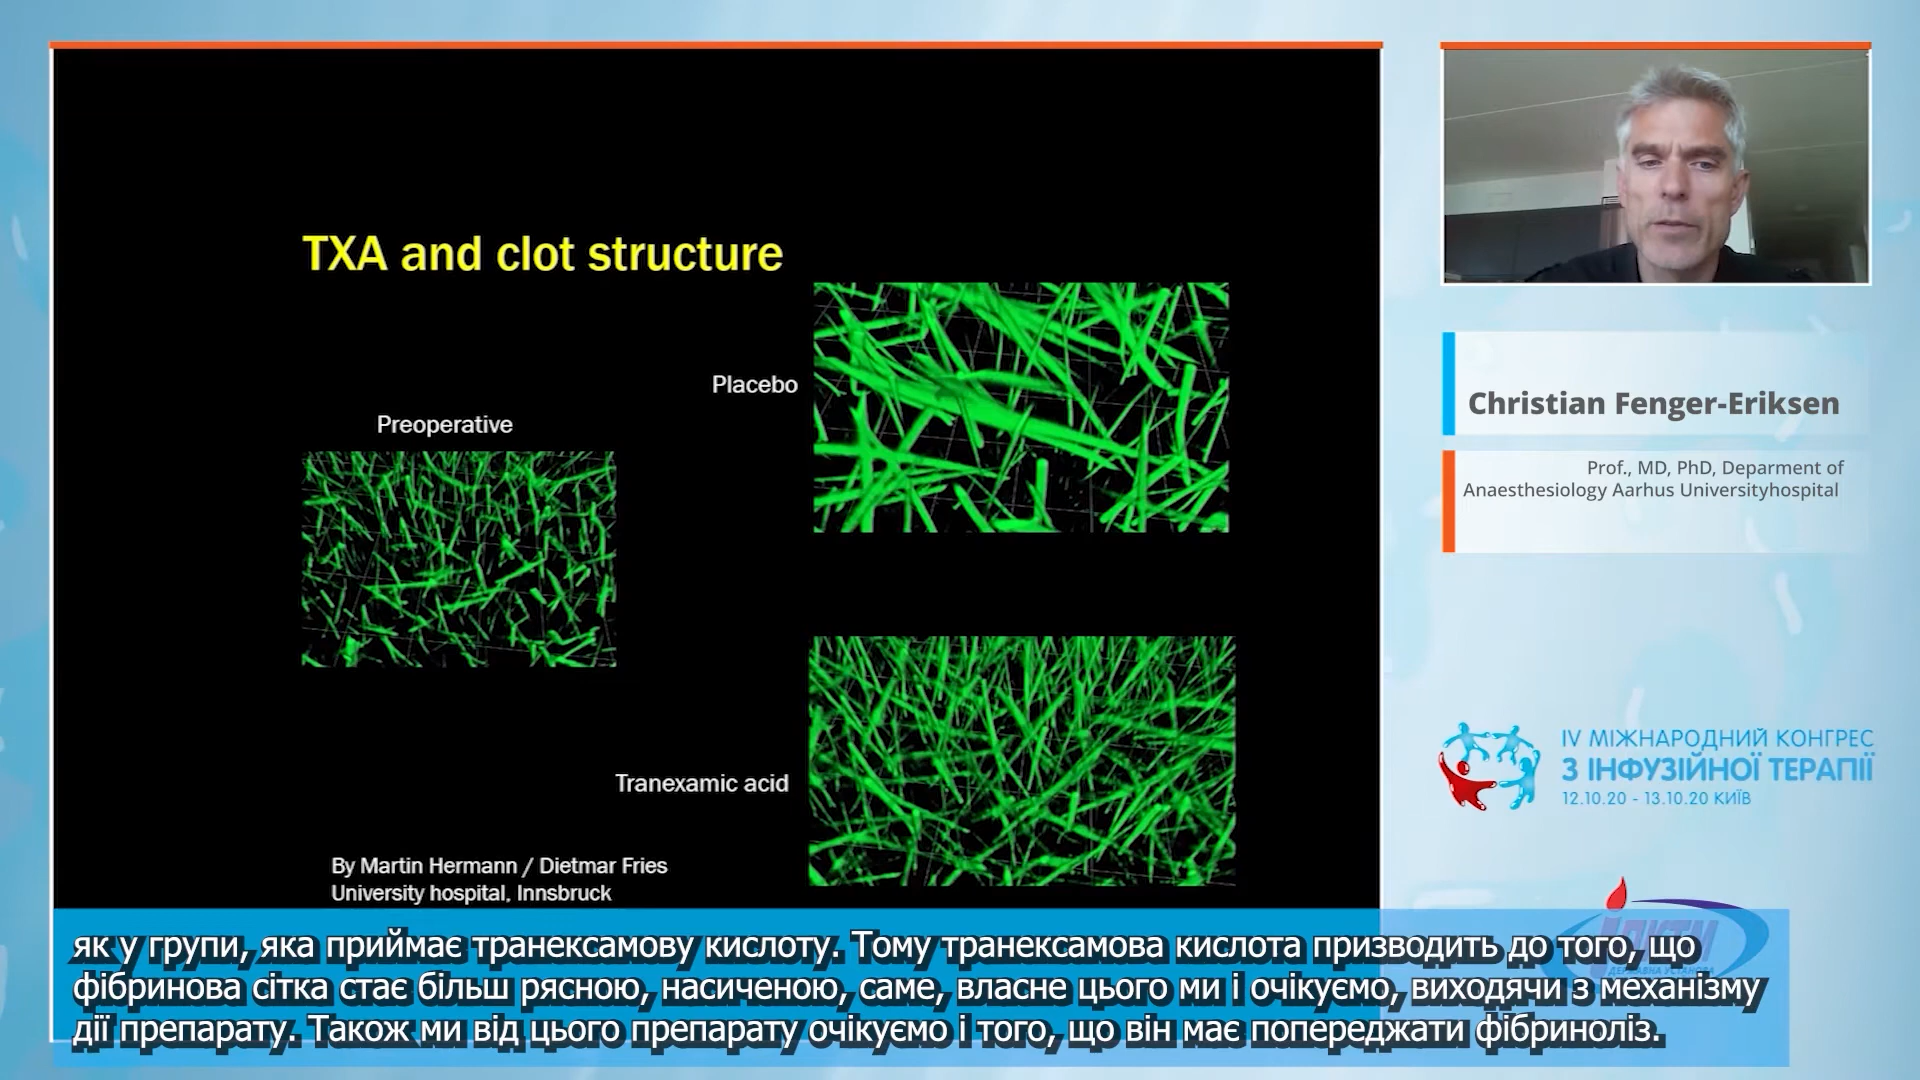 TXA and clot structure
Placebo
Preoperative
Tranexamic acid
By Martin Hermann / Dietmar Fries
University hospital, Innsbruck
Christian Fenger-Eriksen
Prof., MD, PhD, Deparment of
Anaesthesiology Aarhus Universityhospital
IV МІЖНАРОДНИЙ КОНГРЕС
З ІНФУЗІЙНОЇ ТЕРАПІЇ
12.10.20 - 13.10.20 КИЇВ
як у групи, яка приймає транексамову кислоту. Тому транексамова кислота призводить до того, що
фібринова сітка стає більш рясною, насиченою, саме, власне цього ми і очікуємо, виходячи з механізму
дії препарату. Також ми від цього препарату очікуємо і того, що він має попереджати фібриноліз.